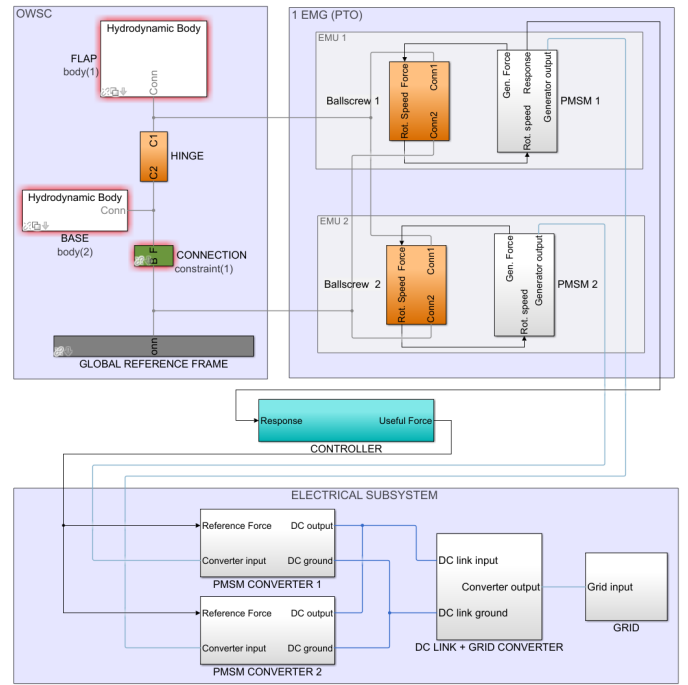 OWSC
Hydrodynamic Body
Conn
FLAP
body(1)
C1
C2
HINGE
Hydrodynamic Body
Conn
BASE
body(2)
B F
CONNECTION
constraint(1)
onn
GLOBAL REFERENCE FRAME
1 EMG (PTO)
EMU 1
Ballscrew 1
Rot. Speed Force
Conn2 Conn1
Gen. Force
Rot. speed Response
Generator output
PMSM 1
EMU 2
Ballscrew 2
Rot. Speed Force
Conn2 Conn1
Gen. Force
Rot. speed
Generator output
PMSM 2
Response
Useful Force
CONTROLLER
ELECTRICAL SUBSYSTEM
Reference Force
DC output
Converter input
DC ground
PMSM CONVERTER 1
Reference Force
DC output
Converter input
DC ground
PMSM CONVERTER 2
DC link input
Converter output
DC link ground
DC LINK + GRID CONVERTER
Grid input
GRID